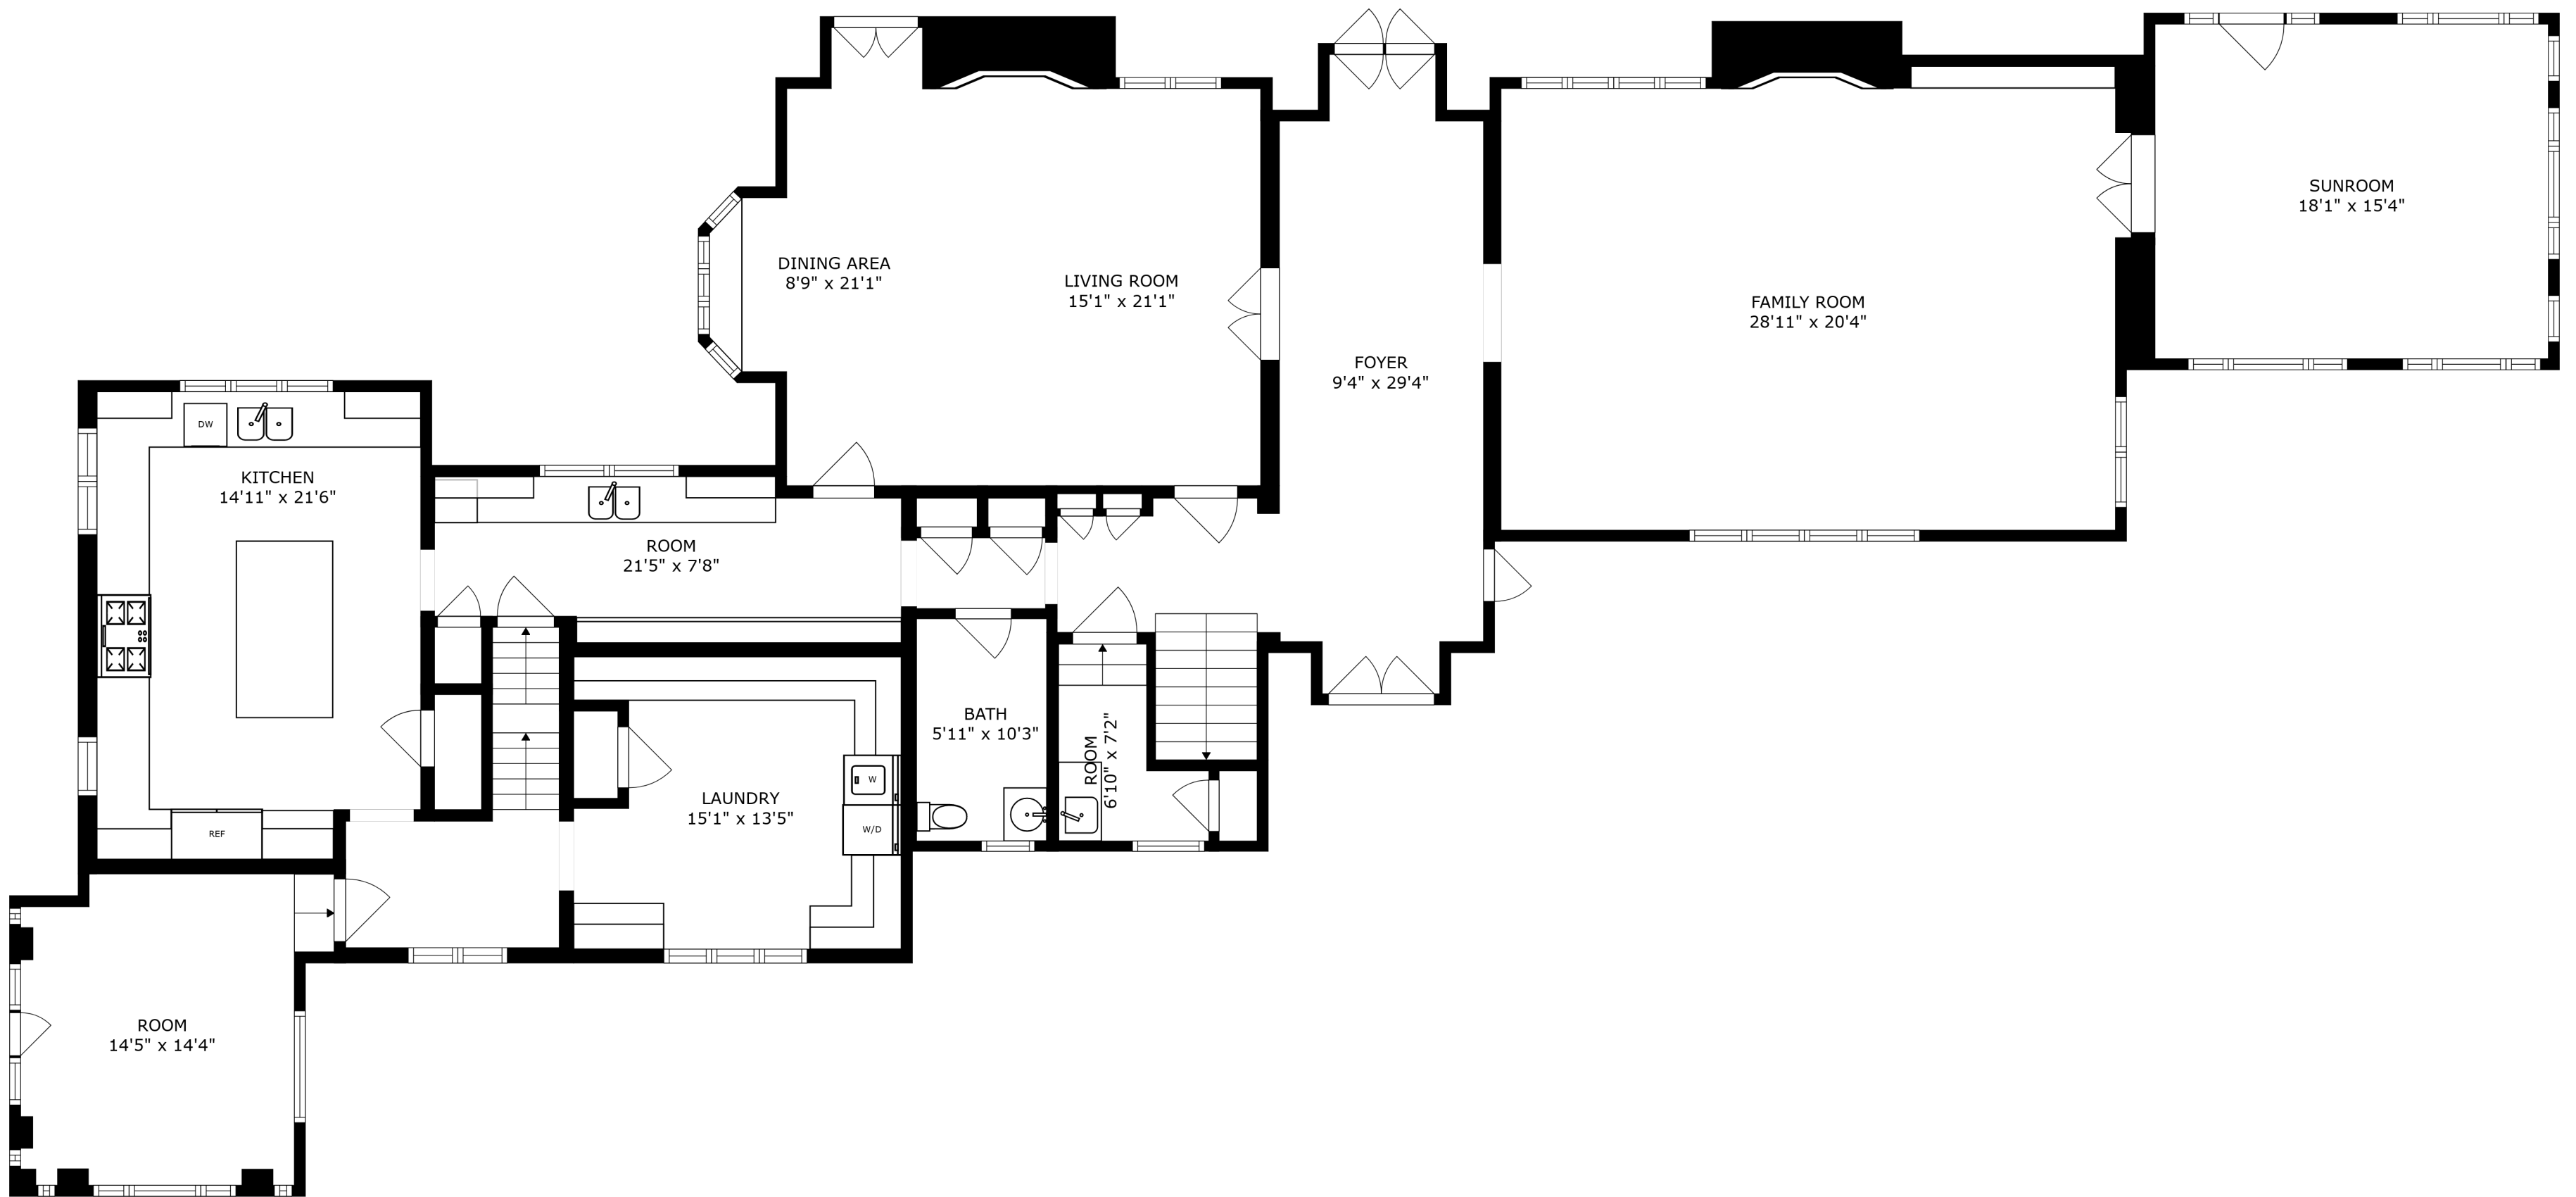 SUNROOM
18'1" x 15'4"
DINING AREA
8'9" x 21'1"
LIVING ROOM
15'1" x 21'1"
FAMILY ROOM
28'11" x 20'4"
FOYER
9'4" x 29'4"
DW
KITCHEN
14'11" x 21'6"
ROOM
21'5" x 7'8"
BATH
5'11" x 10'3"
ROOM
6'10" x 7'2"
W
LAUNDRY
15'1" x 13'5"
W/D
REF
ROOM
14'5" x 14'4"